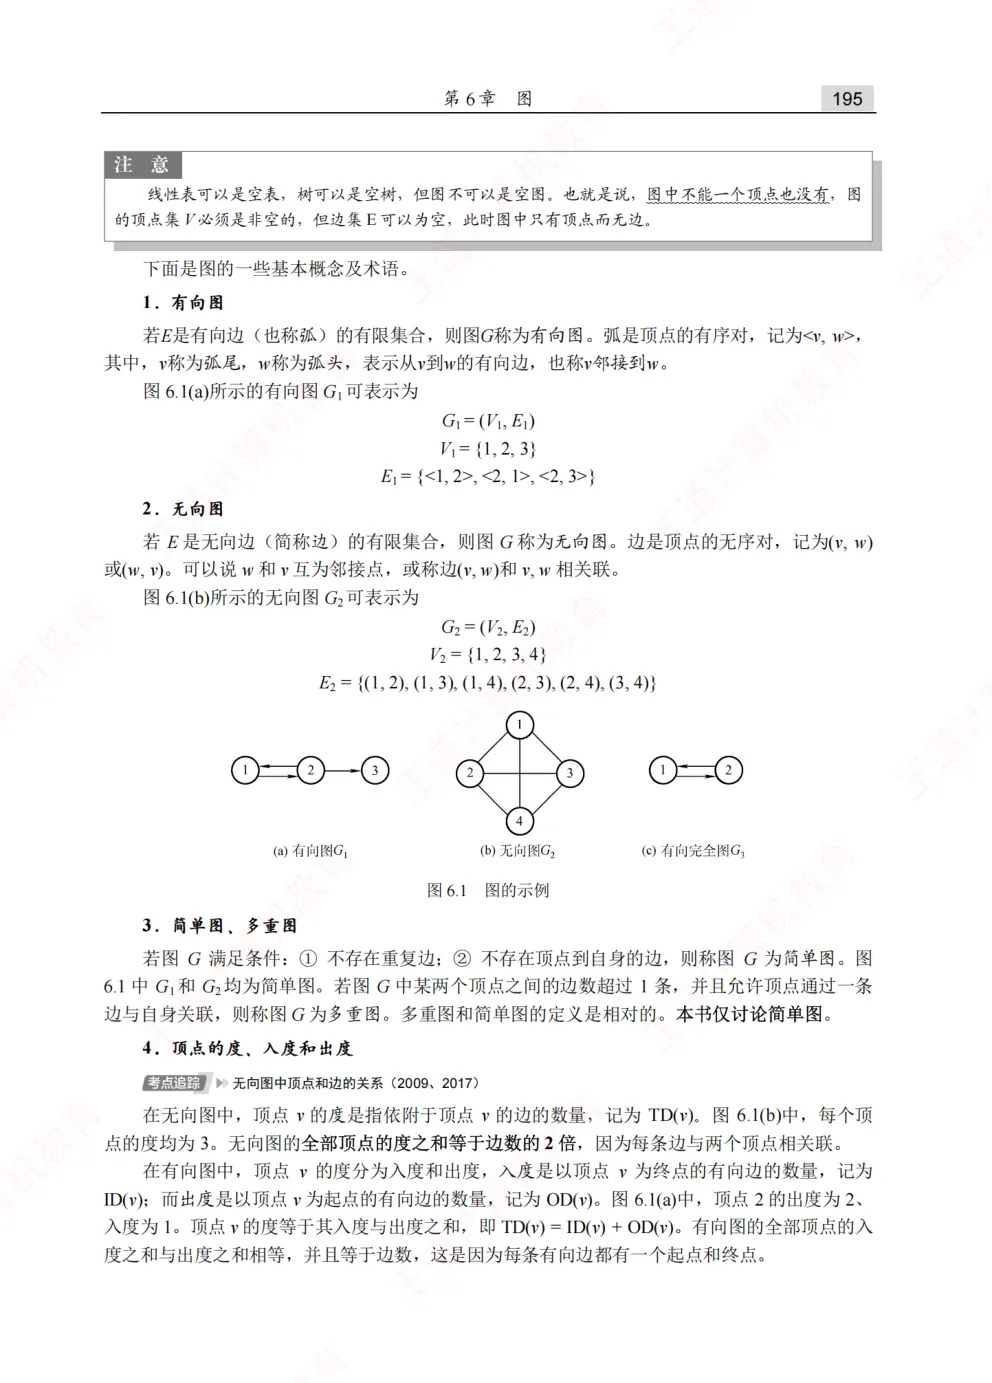 第 6 章 图
195
注 意
线性表可以是空表，树可以是空树，但图不可以是空图。也就是说，图中不能一个顶点也没有，图
的顶点集 V 必须是非空的，但边集 E 可以为空，此时图中只有顶点而无边。
下面是图的一些基本概念及术语。
1．有向图
若E是有向边（也称弧）的有限集合，则图G称为有向图。弧是顶点的有序对，记为<v, w>，
其中，v称为弧尾，w称为弧头，表示从v到w的有向边，也称v邻接到w。
图 6.1(a)所示的有向图 G₁ 可表示为
G₁ = (V₁, E₁)
V₁ = {1, 2, 3}
E₁ = {<1, 2>, <2, 1>, <2, 3>}
2．无向图
若 E 是无向边（简称边）的有限集合，则图 G 称为无向图。边是顶点的无序对，记为(v, w)
或(w, v)。可以说 w 和 v 互为邻接点，或称边(v, w)和 v, w 相关联。
图 6.1(b)所示的无向图 G₂ 可表示为
G₂ = (V₂, E₂)
V₂ = {1, 2, 3, 4}
E₂ = {(1, 2), (1, 3), (1, 4), (2, 3), (2, 4), (3, 4)}
1 2 3
1
2 3
4
1 2
(a) 有向图G₁
(b) 无向图G₂
(c) 有向完全图G₃
图 6.1 图的示例
3．简单图、多重图
若图 G 满足条件：① 不存在重复边；② 不存在顶点到自身的边，则称图 G 为简单图。图
6.1 中 G₁和 G₂均为简单图。若图 G 中某两个顶点之间的边数超过 1 条，并且允许顶点通过一条
边与自身关联，则称图 G 为多重图。多重图和简单图的定义是相对的。本书仅讨论简单图。
4．顶点的度、入度和出度
考点追踪 无向图中顶点和边的关系（2009、2017）
在无向图中，顶点 v 的度是指依附于顶点 v 的边的数量，记为 TD(v)。图 6.1(b)中，每个顶
点的度均为 3。无向图的全部顶点的度之和等于边数的 2 倍，因为每条边与两个顶点相关联。
在有向图中，顶点 v 的度分为入度和出度，入度是以顶点 v 为终点的有向边的数量，记为
ID(v)；而出度是以顶点 v 为起点的有向边的数量，记为 OD(v)。图 6.1(a)中，顶点 2 的出度为 2、
入度为 1。顶点 v 的度等于其入度与出度之和，即 TD(v) = ID(v) + OD(v)。有向图的全部顶点的入
度之和与出度之和相等，并且等于边数，这是因为每条有向边都有一个起点和终点。
王道计算机教育